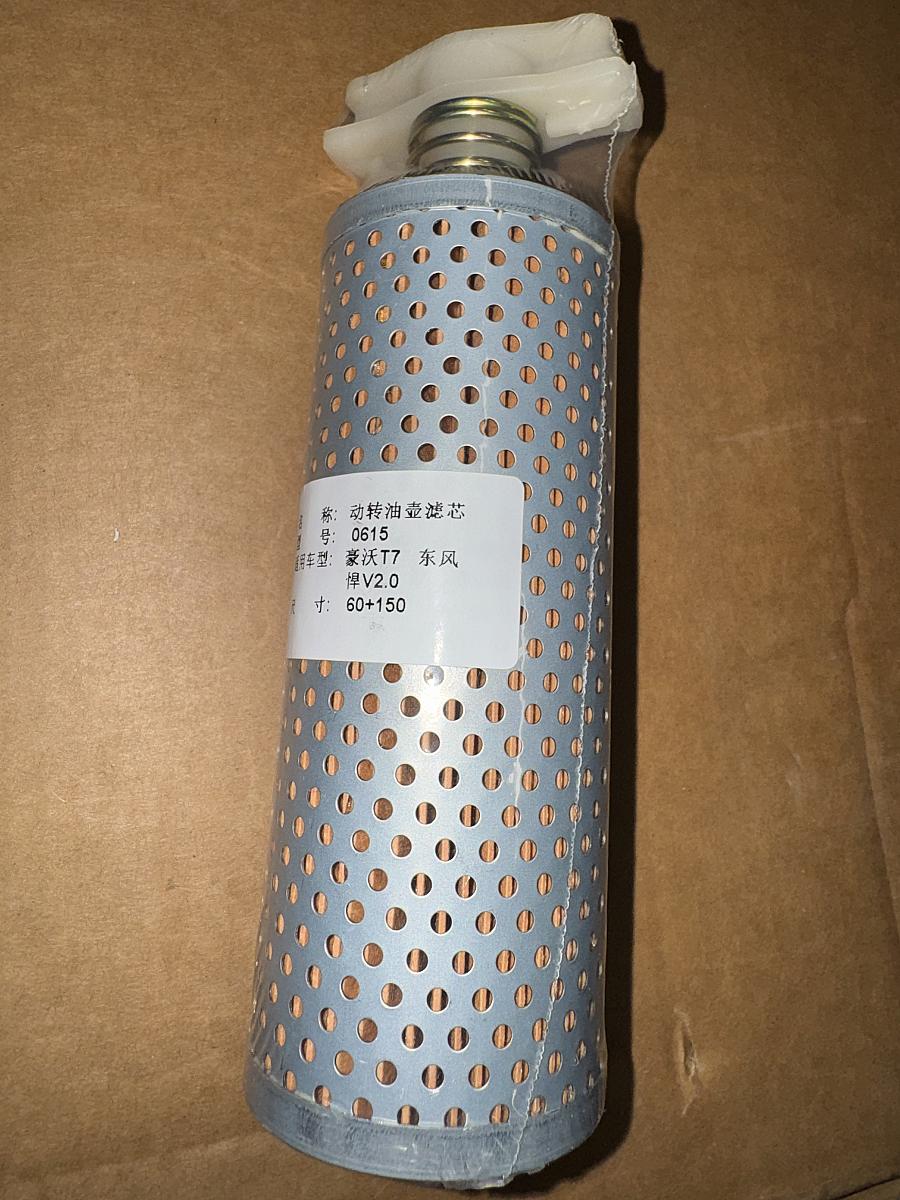 称: 动转油壶滤芯
号: 0615
适用车型: 豪沃T7 东风
悍V2.0
寸: 60+150